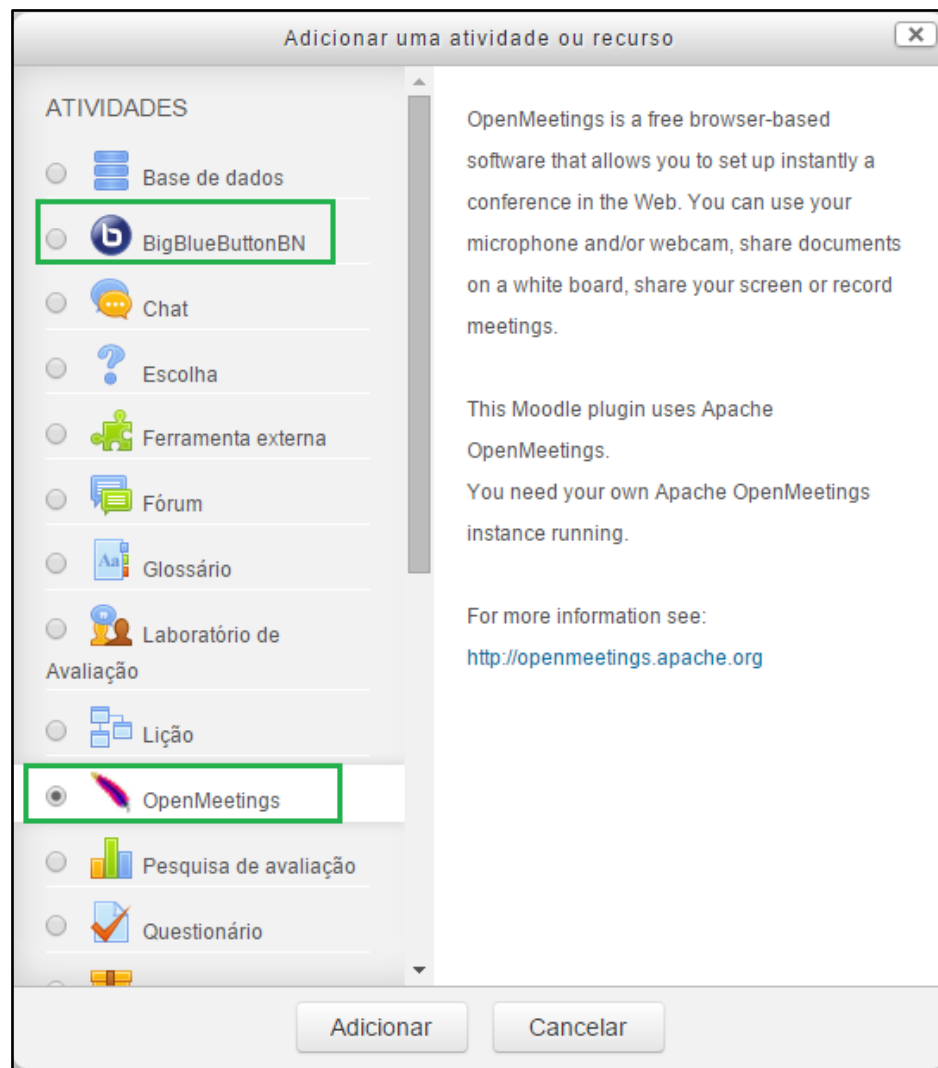 Adicionar uma atividade ou recurso
ATIVIDADES
Base de dados
BigBlueButtonBN
Chat
Escolha
Ferramenta externa
Fórum
Glossário
Laboratório de
Avaliação
Lição
OpenMeetings
Pesquisa de avaliação
Questionário
OpenMeetings is a free browser-based
software that allows you to set up instantly a
conference in the Web. You can use your
microphone and/or webcam, share documents
on a white board, share your screen or record
meetings.
This Moodle plugin uses Apache
OpenMeetings.
You need your own Apache OpenMeetings
instance running.
For more information see:
http://openmeetings.apache.org
Adicionar
Cancelar